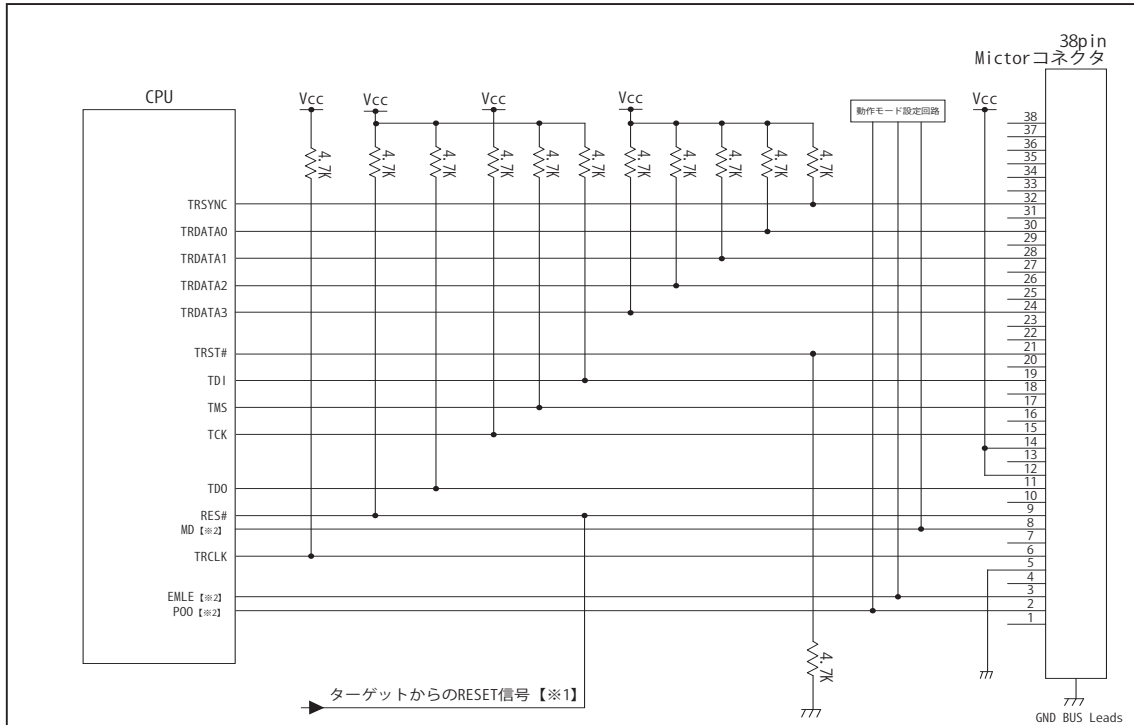 38pin
Mictorコネクタ
CPU
Vcc
Vcc
Vcc
Vcc
動作モード設定回路
Vcc
4.7K
4.7K
4.7K
4.7K
4.7K
4.7K
4.7K
4.7K
4.7K
4.7K
4.7K
38
37
36
35
34
33
TRSYNC
32
31
TRDATA0
30
29
TRDATA1
28
27
TRDATA2
26
25
TRDATA3
24
23
22
TRST#
21
20
TDI
19
18
TMS
17
16
TCK
15
14
13
12
TDO
11
10
RES#
9
MD【※2】
8
7
TRCLK
6
5
4
EMLE【※2】
3
P00【※2】
2
1
4.7K
ターゲットからのRESET信号【※1】
GND BUS Leads